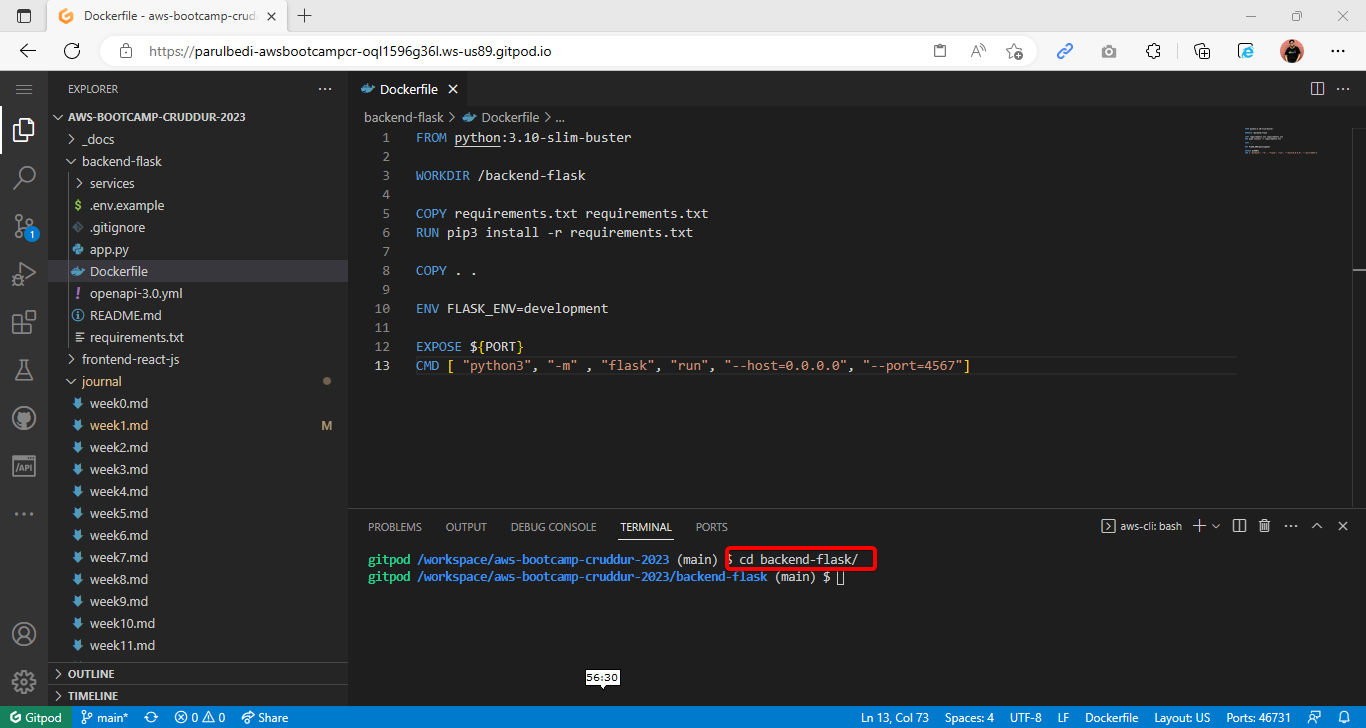 Dockerfile - aws-bootcamp-crud
https://parulbedi-awsbootcampcr-oql1596g36l.ws-us89.gitpod.io
EXPLORER
AWS-BOOTCAMP-CRUDDUR-2023
_docs
backend-flask
services
.env.example
.gitignore
app.py
Dockerfile
openapi-3.0.yml
README.md
requirements.txt
frontend-react-js
journal
week0.md
week1.md M
week2.md
week3.md
week4.md
week5.md
week6.md
week7.md
week8.md
week9.md
week10.md
week11.md
OUTLINE
TIMELINE
1
/API
Dockerfile
backend-flask > Dockerfile > ...
1 FROM python:3.10-slim-buster
2
3 WORKDIR /backend-flask
4
5 COPY requirements.txt requirements.txt
6 RUN pip3 install -r requirements.txt
7
8 COPY . .
9
10 ENV FLASK_ENV=development
11
12 EXPOSE ${PORT}
13 CMD [ "python3", "-m" , "flask", "run", "--host=0.0.0.0", "--port=4567"]
PROBLEMS OUTPUT DEBUG CONSOLE TERMINAL PORTS
aws-cli: bash
gitpod /workspace/aws-bootcamp-cruddur-2023 (main) $ cd backend-flask/
gitpod /workspace/aws-bootcamp-cruddur-2023/backend-flask (main) $
56:30
Gitpod main* 0 0 Share Ln 13, Col 73 Spaces: 4 UTF-8 LF Dockerfile Layout: US Ports: 46731